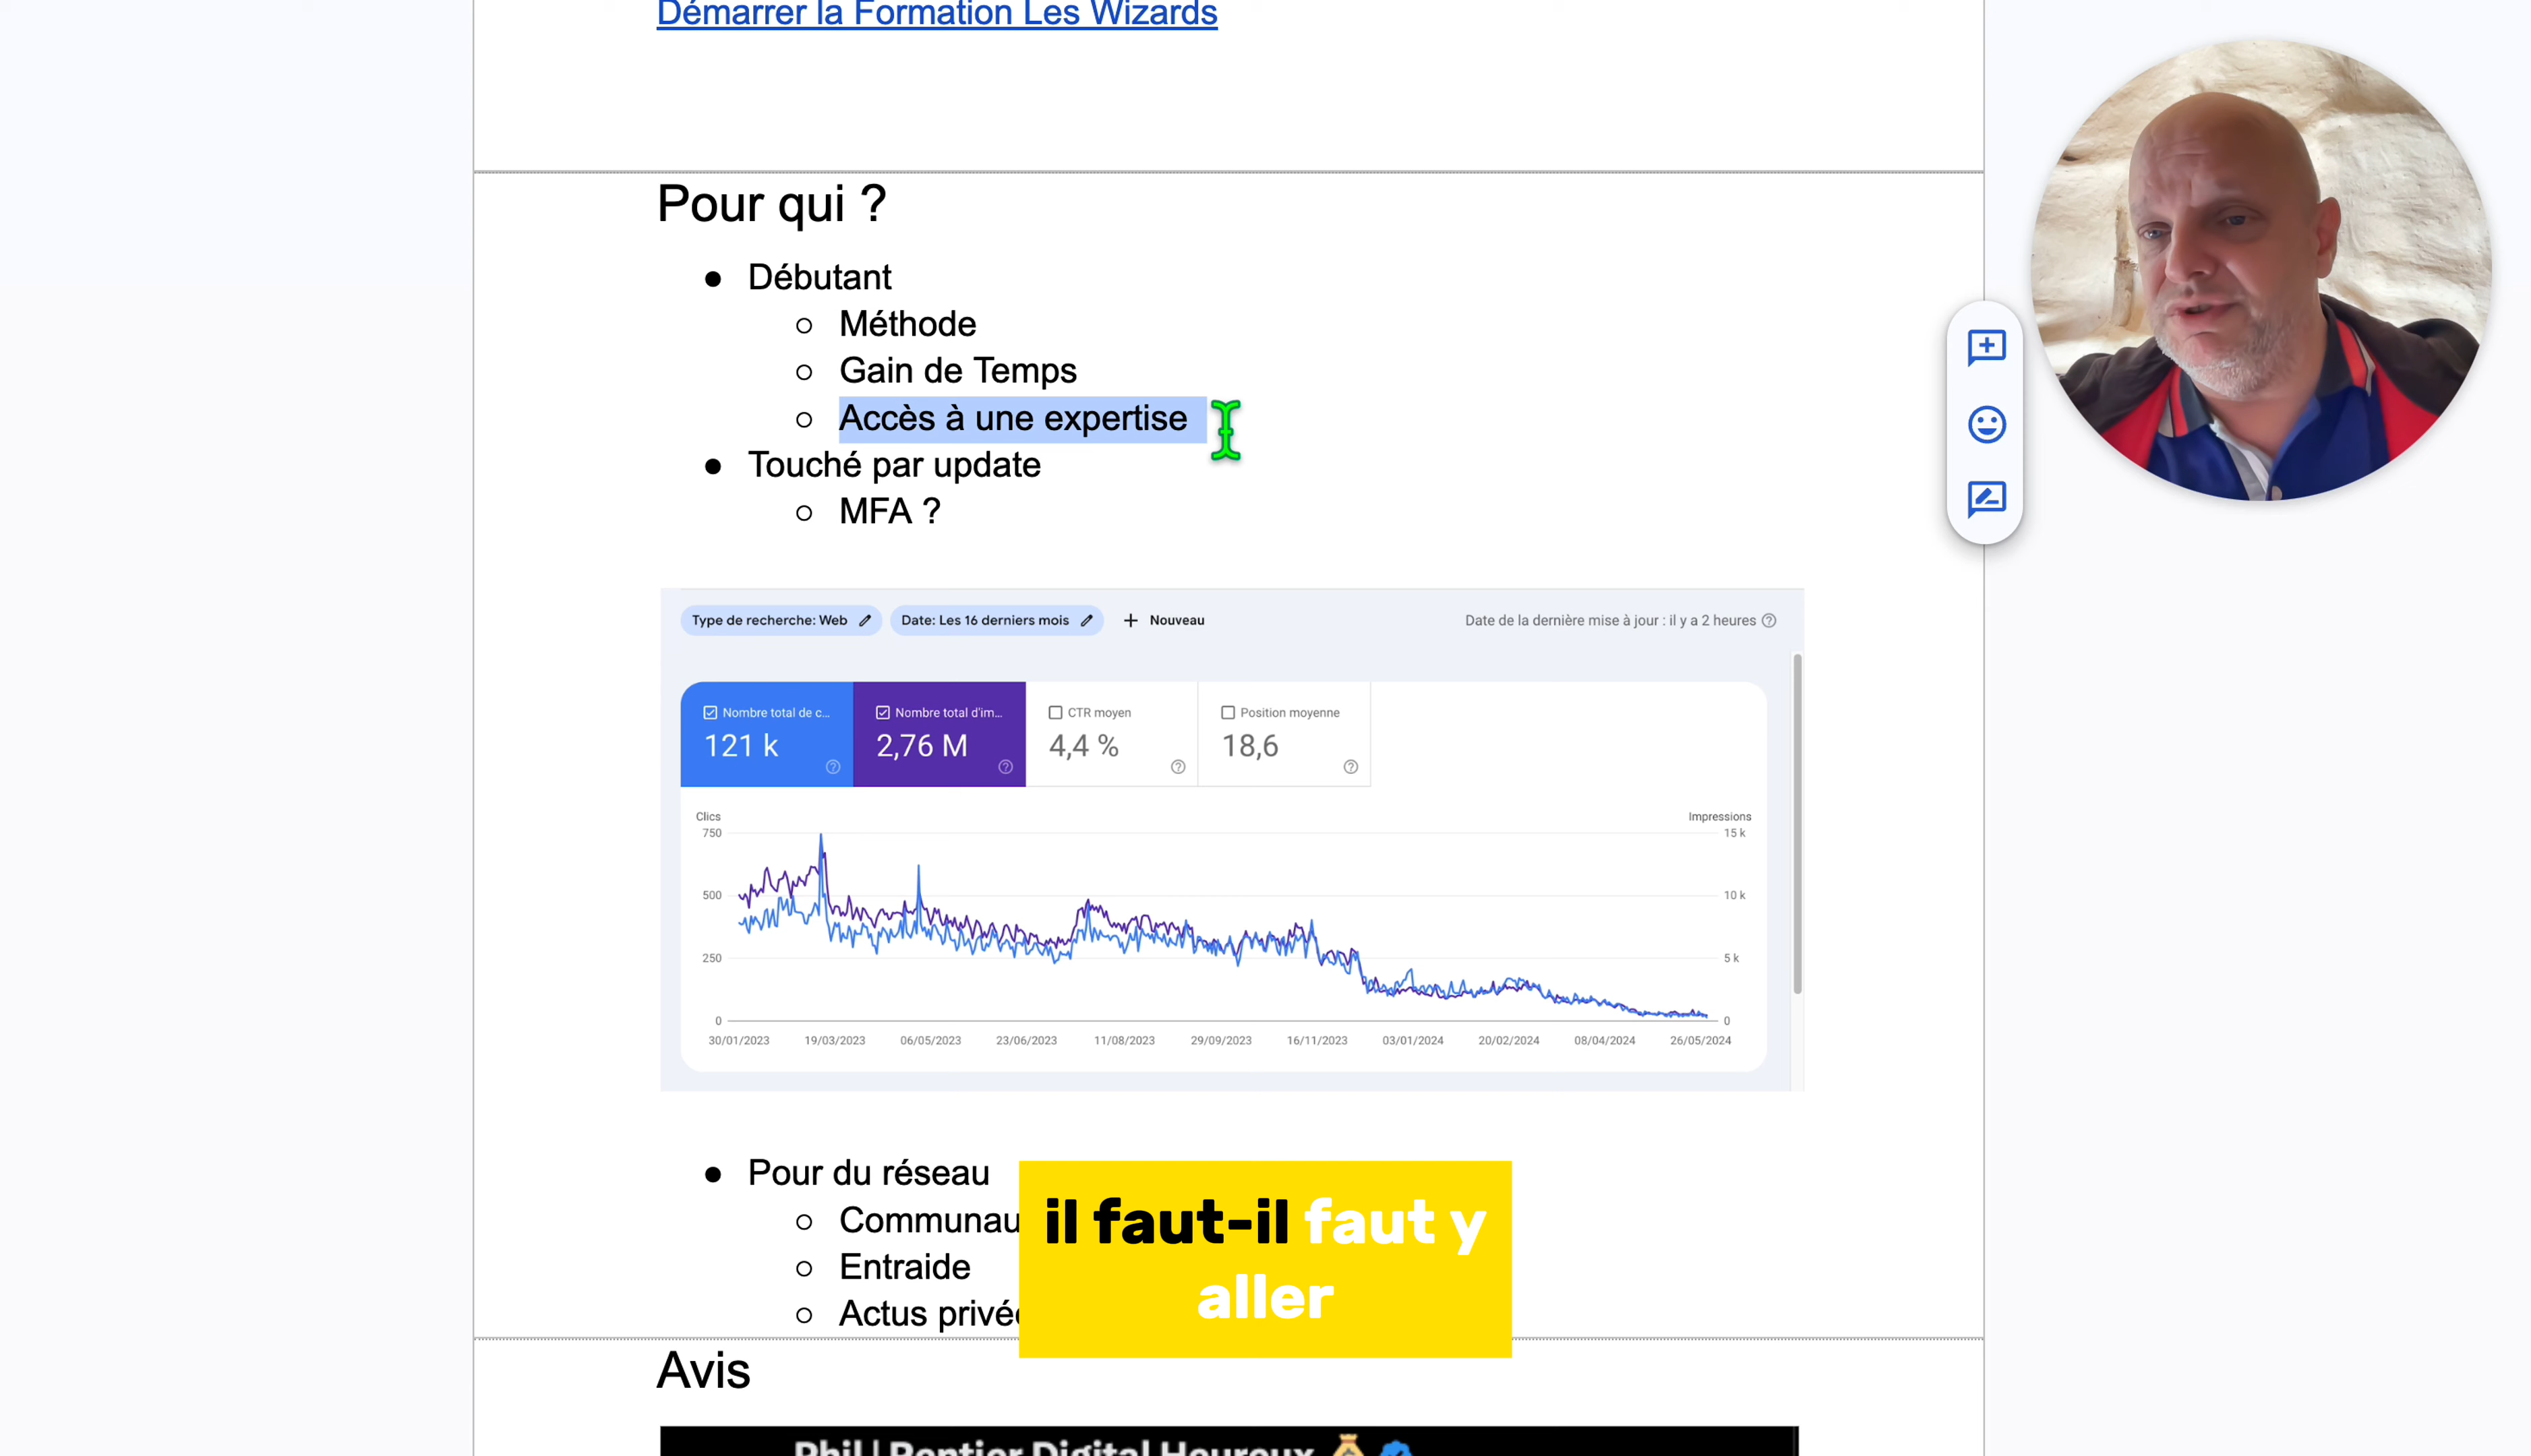 Démarrer la Formation Les Wizards
Pour qui ?
● Débutant
○ Méthode
○ Gain de Temps
○ Accès à une expertise
● Touché par update
○ MFA ?
Type de recherche: Web
Date: Les 16 derniers mois
+ Nouveau
Date de la dernière mise à jour : il y a 2 heures
Nombre total de c...
121 k
Nombre total d'im...
2,76 M
CTR moyen
4,4 %
Position moyenne
18,6
Clics
Impressions
750
15 k
500
10 k
250
5 k
0
0
30/01/2023 19/03/2023 06/05/2023 23/06/2023 11/08/2023 29/09/2023 16/11/2023 03/01/2024 20/02/2024 08/04/2024 26/05/2024
● Pour du réseau
○ Communau
○ Entraide
○ Actus privé
il faut-il faut y
aller
Avis
Phil | Rentier Digital Heureux